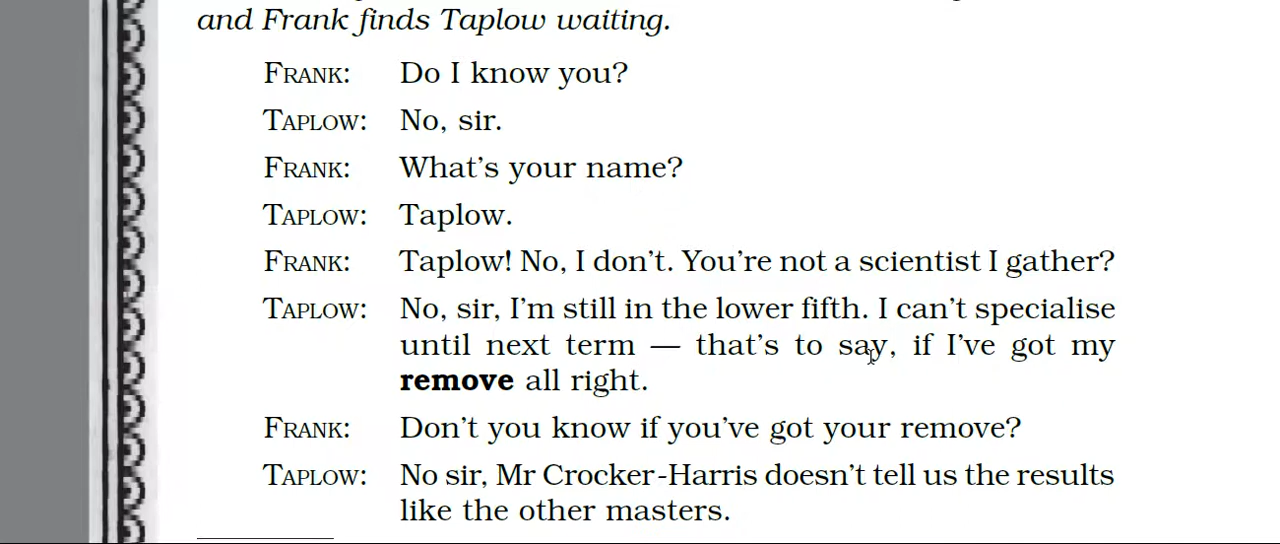 and Frank finds Taplow waiting.
FRANK: Do I know you?
TAPLOW: No, sir.
FRANK: What's your name?
TAPLOW: Taplow.
FRANK: Taplow! No, I don't. You're not a scientist I gather?
TAPLOW: No, sir, I'm still in the lower fifth. I can't specialise
until next term — that's to say, if I've got my
remove all right.
FRANK: Don't you know if you've got your remove?
TAPLOW: No sir, Mr Crocker-Harris doesn't tell us the results
like the other masters.